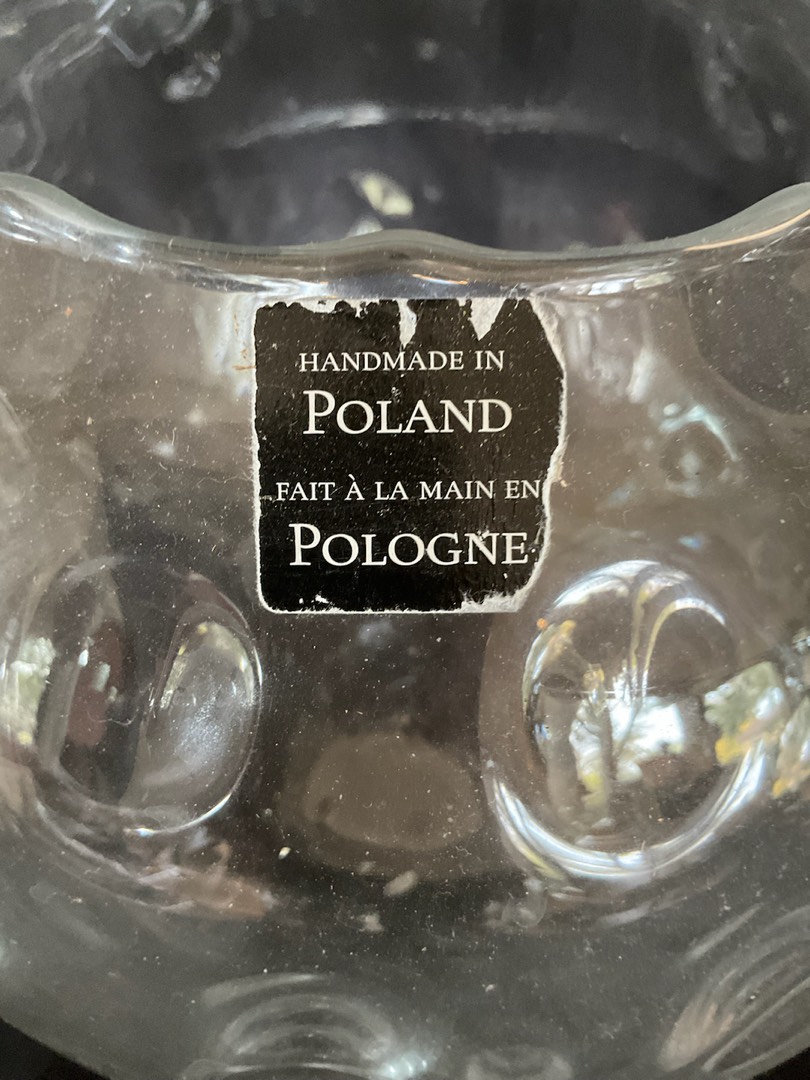 HANDMADE IN
POLAND
FAIT À LA MAIN EN
POLOGNE